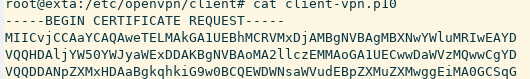 root@exta:/etc/openvpn/client# cat client-vpn.p10
-----BEGIN CERTIFICATE REQUEST-----
MIICvjCCAaYCAQAweTELMAkGA1UEBhMCRVMxDjAMBgNVBAgMBXNwYWluMRIwEAYD
VQQHDAljYW50YWJyaWExDDAKBgNVBAoMA2llczEMMAoGA1UECwwDaWVzMQwwCgYD
VQQDDANpZXMxHDAaBgkqhkiG9w0BCQEWDWNsaWVudEBpZXMuZXMwggEiMA0GCSqG